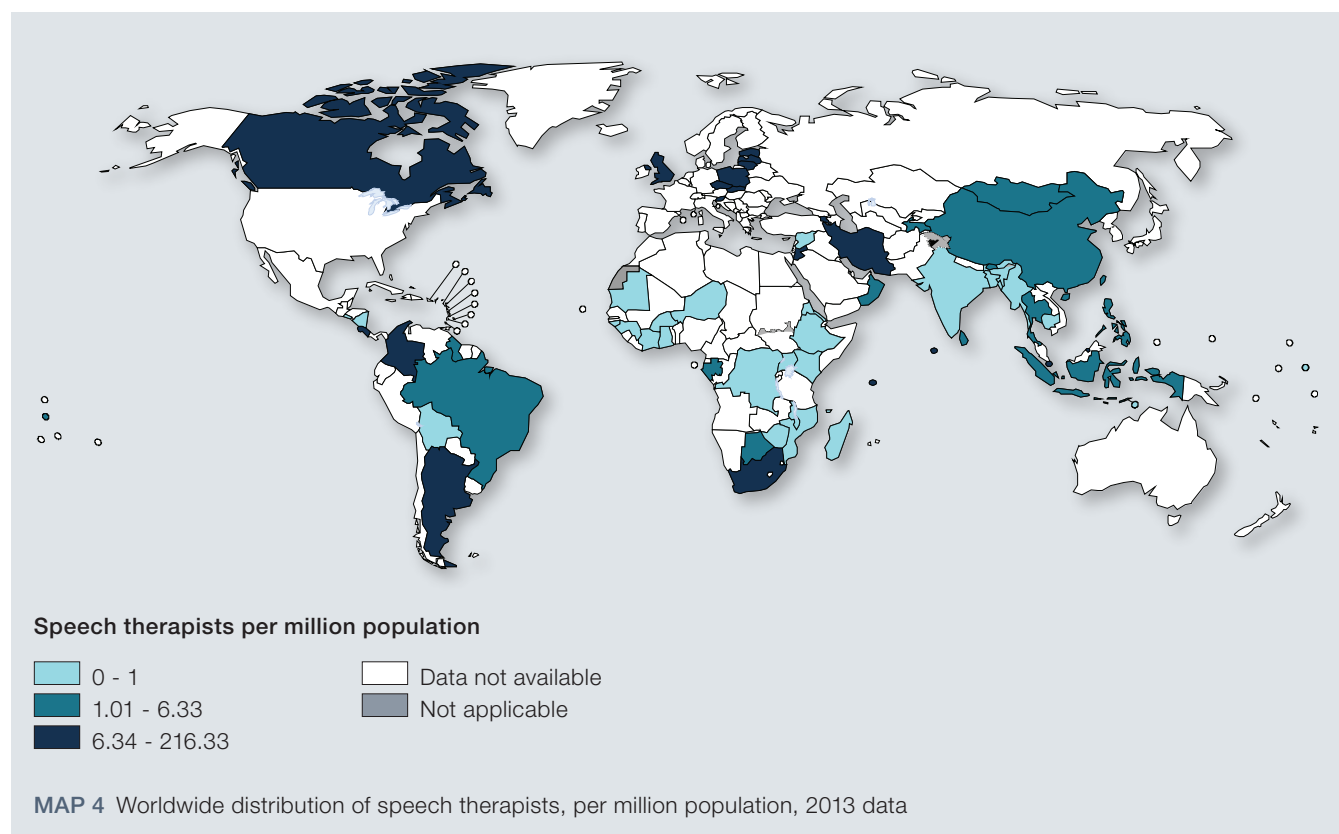 Speech therapists per million population
0 - 1
1.01 - 6.33
6.34 - 216.33
Data not available
Not applicable
MAP 4 Worldwide distribution of speech therapists, per million population, 2013 data